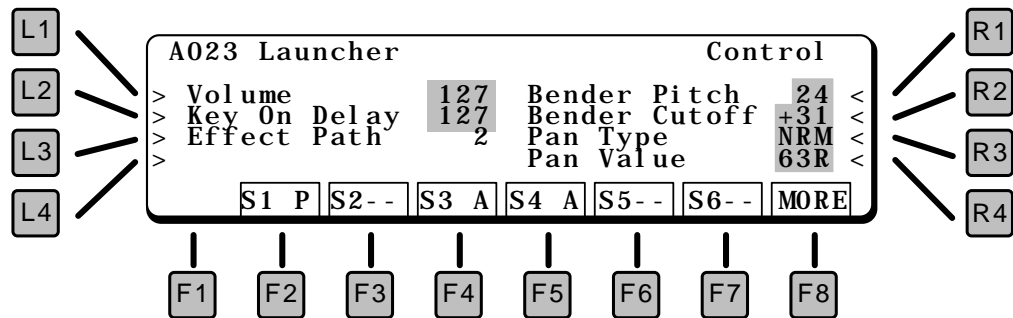 L1
L2
L3
L4
A023 Launcher Control
> Volume 127 Bender Pitch 24 <
> Key On Delay 127 Bender Cutoff +31 <
> Effect Path 2 Pan Type NRM <
> Pan Value 63R <
S1 P S2-- S3 A S4 A S5-- S6-- MORE
R1
R2
R3
R4
F1 F2 F3 F4 F5 F6 F7 F8